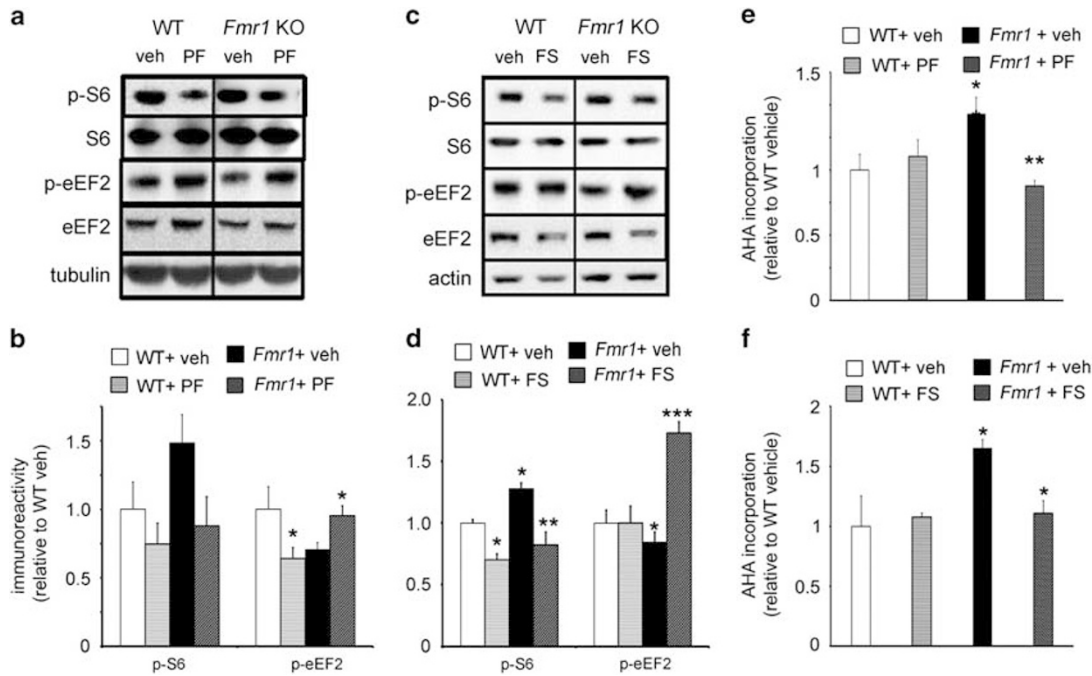 a
WT Fmr1 KO
veh PF veh PF
p-S6
S6
p-eEF2
eEF2
tubulin
b
WT+ veh Fmr1+ veh
WT+ PF Fmr1+ PF
immunoreactivity
(relative to WT veh)
1.5
1.0
0.5
0
*
*
p-S6 p-eEF2
c
WT Fmr1 KO
veh FS veh FS
p-S6
S6
p-eEF2
eEF2
actin
d
WT+ veh Fmr1+ veh
WT+ FS Fmr1+ FS
2.0
1.5
1.0
0.5
0
*
*
**
*
***
p-S6 p-eEF2
e
WT+ veh Fmr1 + veh
WT+ PF Fmr1 + PF
AHA incorporation
(relative to WT vehicle)
1.5
1
0.5
0
*
**
f
WT+ veh Fmr1 + veh
WT+ FS Fmr1 + FS
AHA incorporation
(relative to WT vehicle)
2
1.5
1
0.5
0
*
*